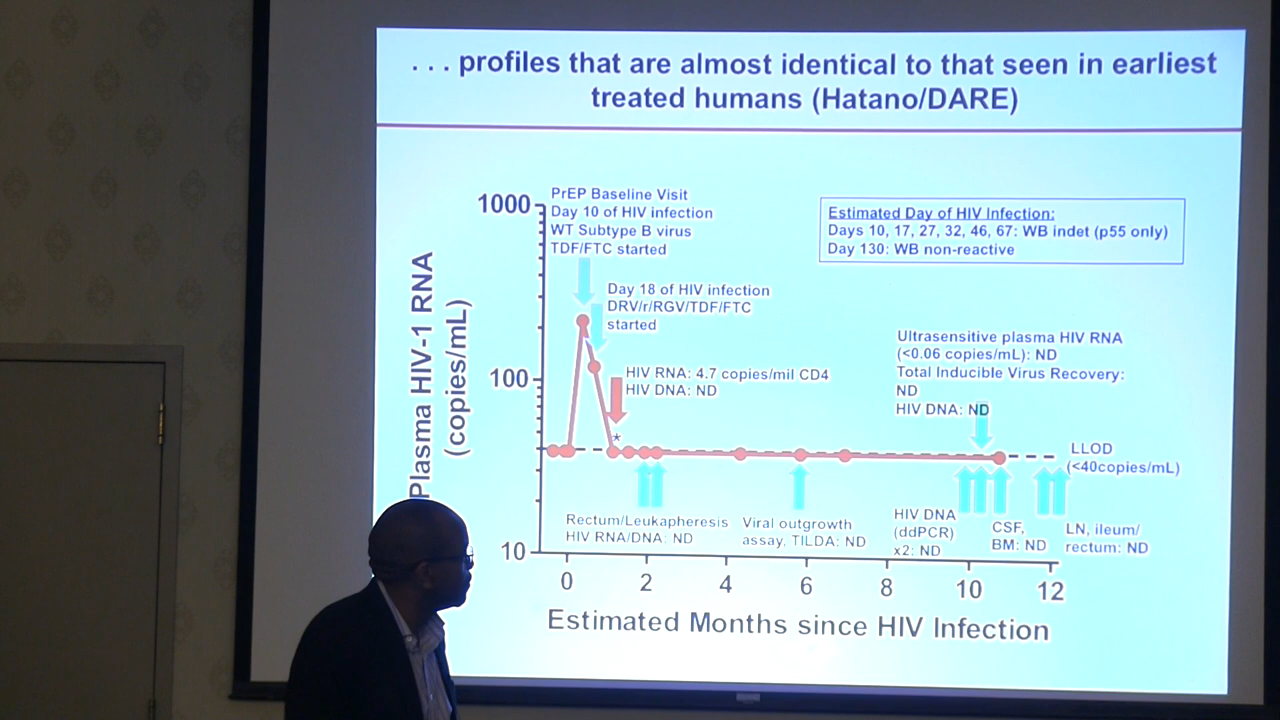 . . . profiles that are almost identical to that seen in earliest
treated humans (Hatano/DARE)
1000
100
10
Plasma HIV-1 RNA
(copies/mL)
PrEP Baseline Visit
Day 10 of HIV infection
WT Subtype B virus
TDF/FTC started
Estimated Day of HIV Infection:
Days 10, 17, 27, 32, 46, 67: WB indet (p55 only)
Day 130: WB non-reactive
Day 18 of HIV infection
DRV/r/RGV/TDF/FTC
started
HIV RNA: 4.7 copies/mil CD4
HIV DNA: ND
*
Ultrasensitive plasma HIV RNA
(<0.06 copies/mL): ND
Total Inducible Virus Recovery:
ND
HIV DNA: ND
LLOD
(<40copies/mL)
Rectum/Leukapheresis
HIV RNA/DNA: ND
Viral outgrowth
assay, TILDA: ND
HIV DNA
(ddPCR)
x2: ND
CSF,
BM: ND
LN, ileum/
rectum: ND
0 2 4 6 8 10 12
Estimated Months since HIV Infection